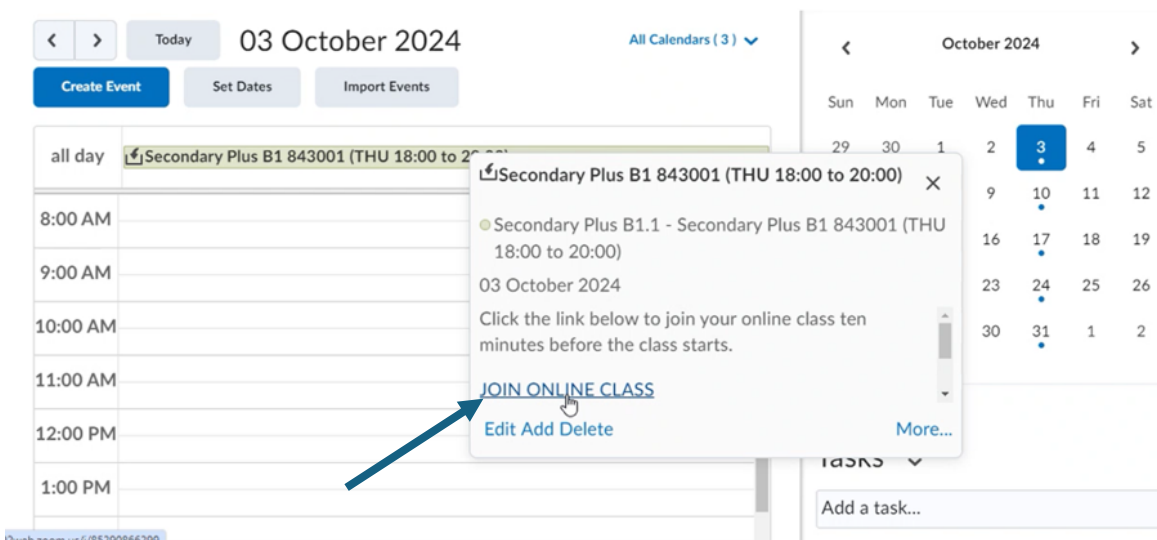 Today
03 October 2024
All Calendars ( 3 )
Create Event
Set Dates
Import Events
all day
Secondary Plus B1 843001 (THU 18:00 to 20:00)
8:00 AM
9:00 AM
10:00 AM
11:00 AM
12:00 PM
1:00 PM
Secondary Plus B1 843001 (THU 18:00 to 20:00)
Secondary Plus B1.1 - Secondary Plus B1 843001 (THU
18:00 to 20:00)
03 October 2024
Click the link below to join your online class ten
minutes before the class starts.
JOIN ONLINE CLASS
Edit Add Delete
More...
October 2024
Sun Mon Tue Wed Thu Fri Sat
29 30 1 2 3 4 5
9 10 11 12
16 17 18 19
23 24 25 26
30 31 1 2
Tasks
Add a task...